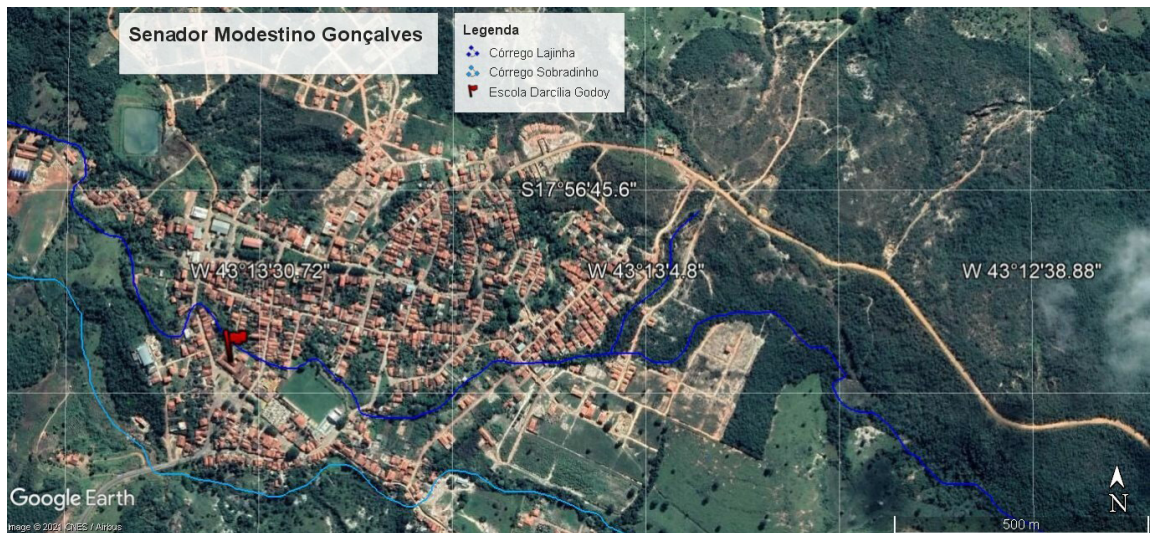 Senador Modestino Gonçalves
Legenda
Córrego Lajinha
Córrego Sobradinho
Escola Darcília Godoy
S17°56'45.6"
W 43°13'30.72"
W 43°13'4.8"
W 43°12'38.88"
Google Earth
Image © 2021 CNES / Airbus
N
500 m